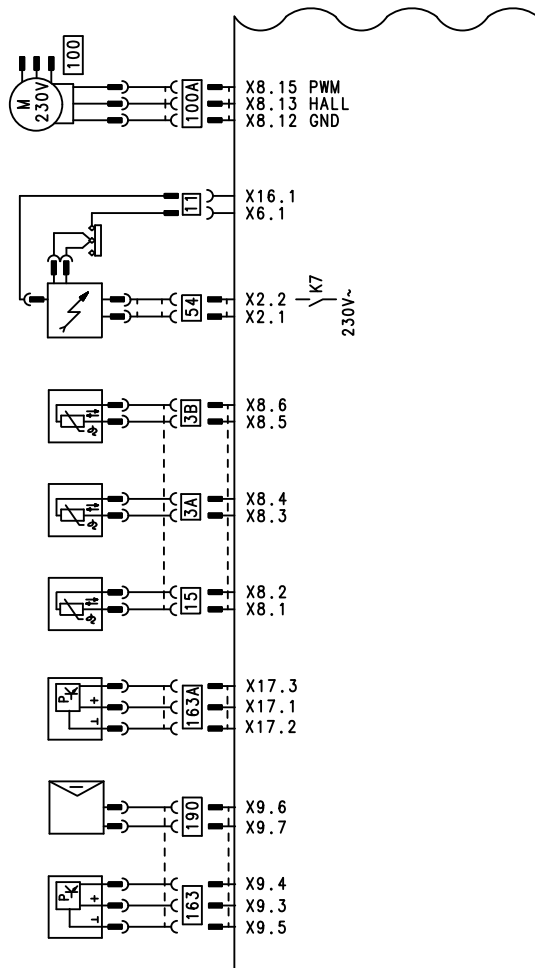 100
M
230V
100A
X8.15 PWM
X8.13 HALL
X8.12 GND
11
X16.1
X6.1
54
X2.2
X2.1
K7
230V~
3B
X8.6
X8.5
3A
X8.4
X8.3
15
X8.2
X8.1
P
K
+
⊥
163A
X17.3
X17.1
X17.2
190
X9.6
X9.7
P
K
+
⊥
163
X9.4
X9.3
X9.5